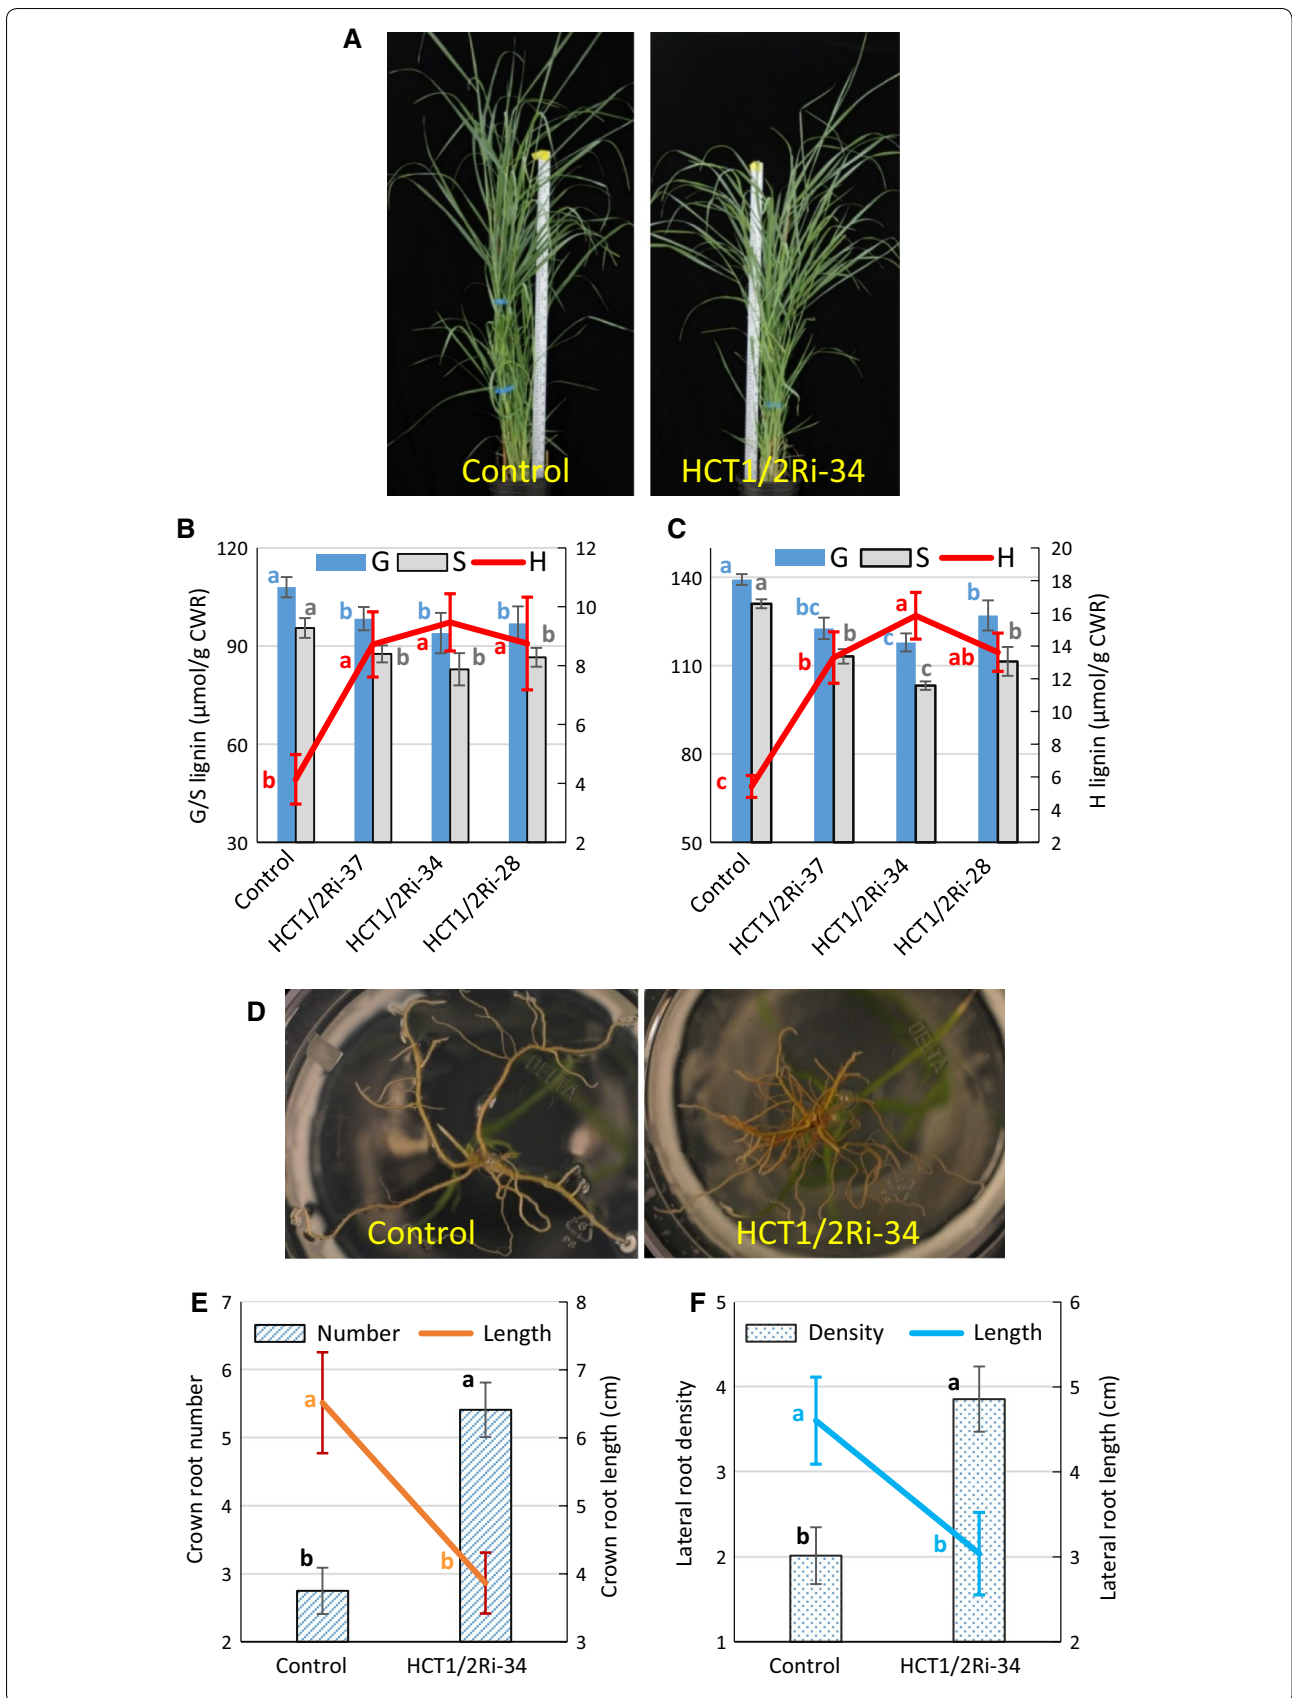 A
Control
HCT1/2Ri-34
B
120
90
60
30
G/S lignin (µmol/g CWR)
G
S
H
12
10
8
6
4
2
a
a
b
b
a
b
b
a
b
b
a
b
Control
HCT1/2Ri-37
HCT1/2Ri-34
HCT1/2Ri-28
C
140
110
80
50
G
S
H
20
18
16
14
12
10
8
6
4
2
H lignin (µmol/g CWR)
a
a
c
bc
b
b
a
c
c
b
ab
b
Control
HCT1/2Ri-37
HCT1/2Ri-34
HCT1/2Ri-28
D
DELTA
Control
DELTA
HCT1/2Ri-34
E
7
6
5
4
3
2
Crown root number
Number
Length
8
7
6
5
4
3
Crown root length (cm)
a
b
a
b
Control
HCT1/2Ri-34
F
5
4
3
2
1
Lateral root density
Density
Length
6
5
4
3
2
Lateral root length (cm)
a
b
a
b
Control
HCT1/2Ri-34